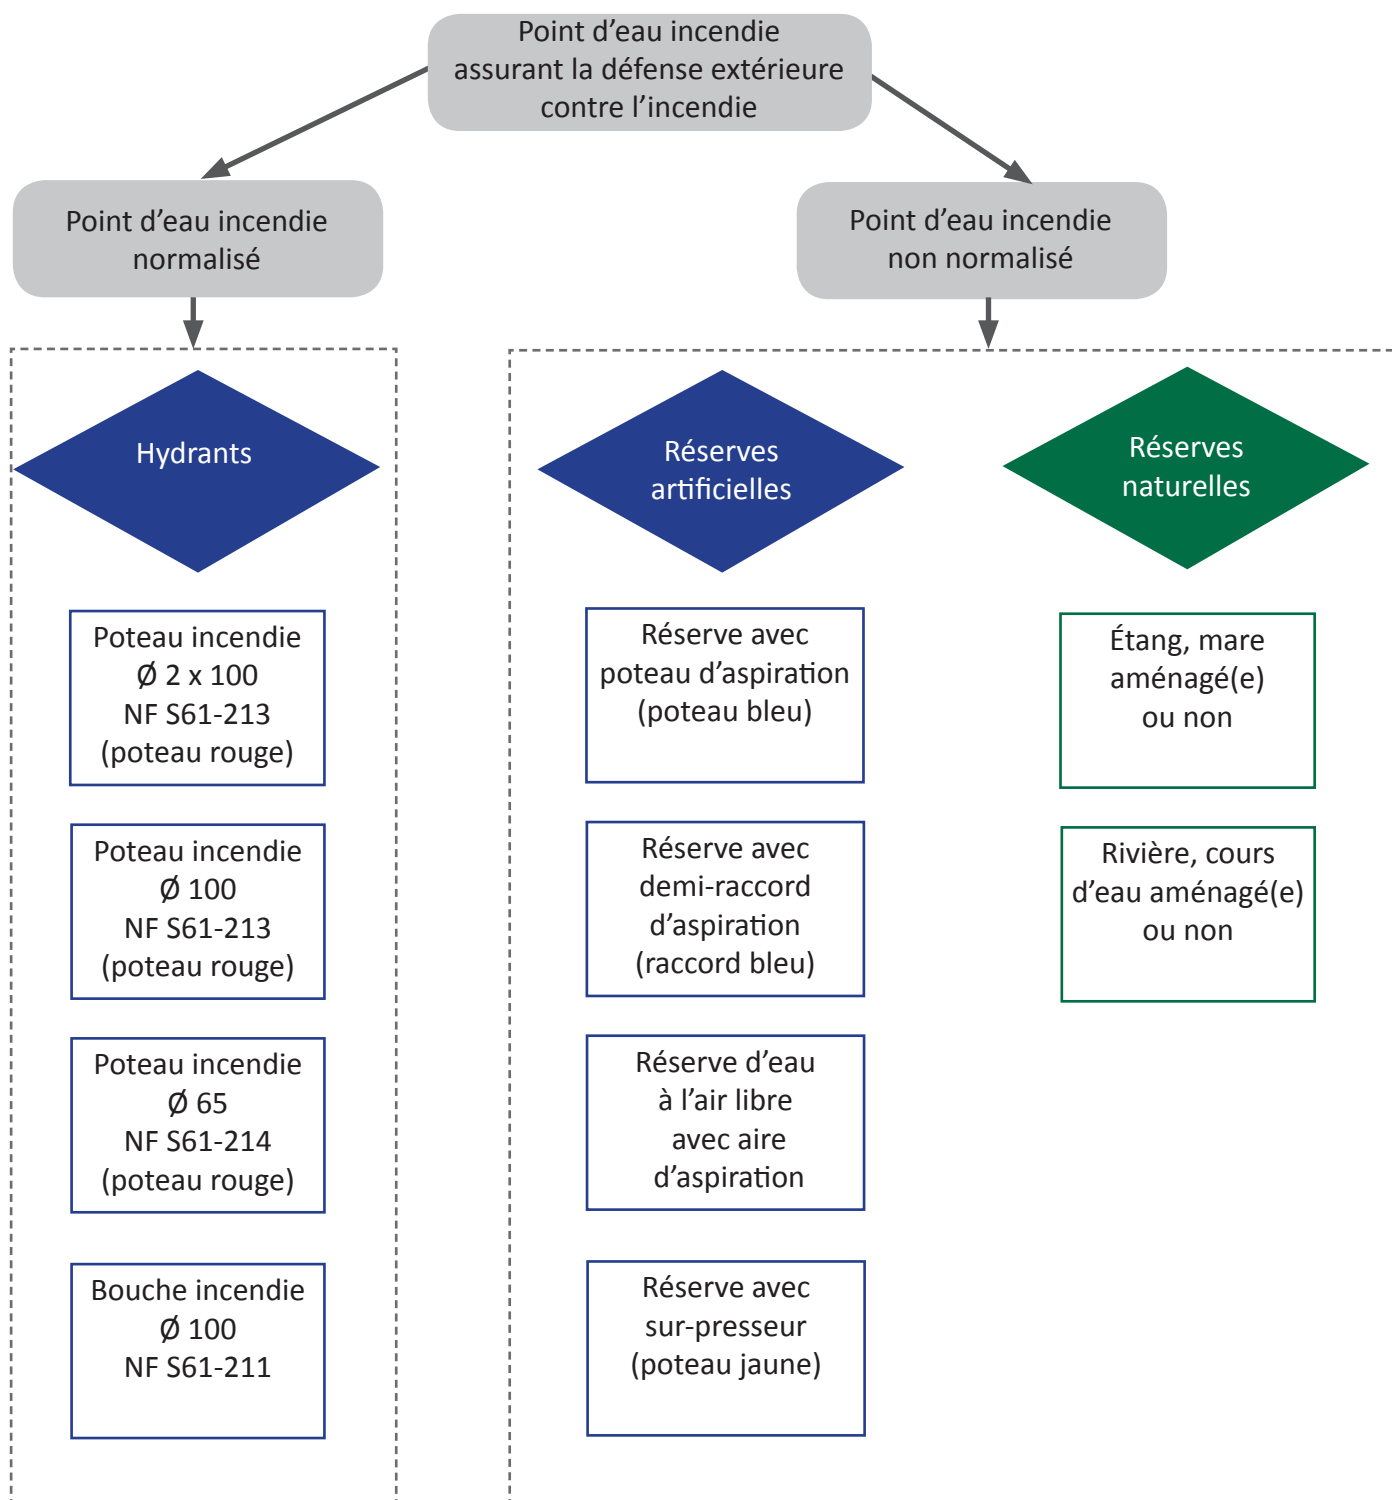 Point d’eau incendie
assurant la défense extérieure
contre l’incendie
Point d’eau incendie
normalisé
Point d’eau incendie
non normalisé
Hydrants
Réserves
artificielles
Réserves
naturelles
Poteau incendie
Ø 2 x 100
NF S61-213
(poteau rouge)
Poteau incendie
Ø 100
NF S61-213
(poteau rouge)
Poteau incendie
Ø 65
NF S61-214
(poteau rouge)
Bouche incendie
Ø 100
NF S61-211
Réserve avec
poteau d’aspiration
(poteau bleu)
Réserve avec
demi-raccord
d’aspiration
(raccord bleu)
Réserve d’eau
à l’air libre
avec aire
d’aspiration
Réserve avec
sur-presseur
(poteau jaune)
Étang, mare
aménagé(e)
ou non
Rivière, cours
d’eau aménagé(e)
ou non